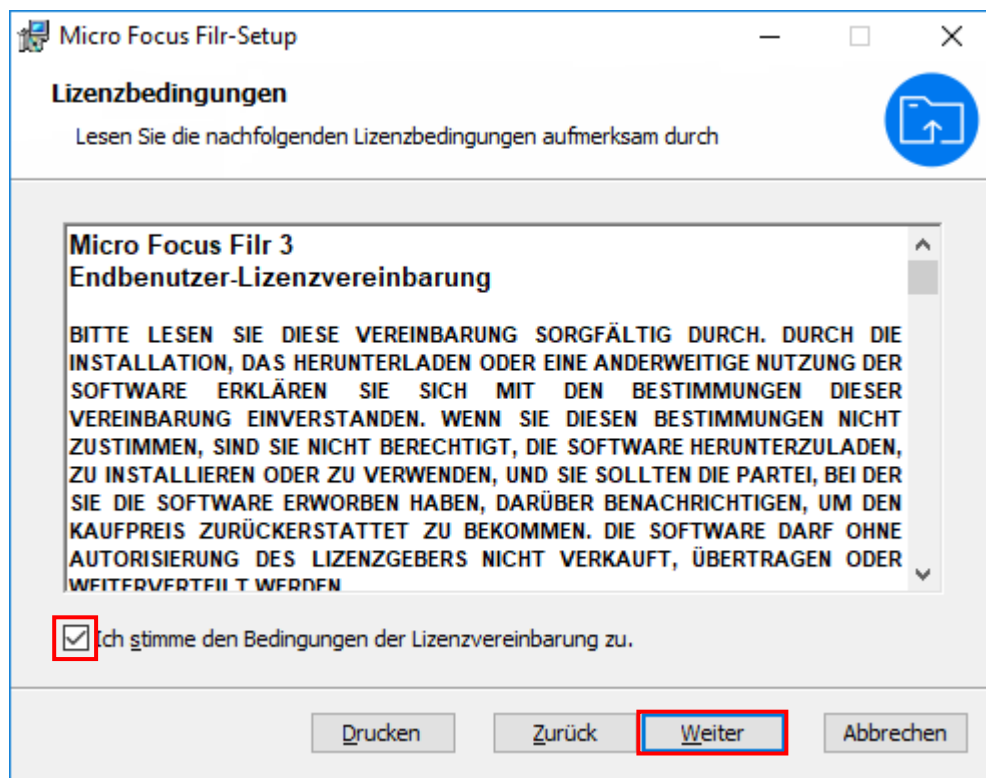 Micro Focus Filr-Setup
Lizenzbedingungen
Lesen Sie die nachfolgenden Lizenzbedingungen aufmerksam durch
Micro Focus Filr 3
Endbenutzer-Lizenzvereinbarung
BITTE LESEN SIE DIESE VEREINBARUNG SORGFÄLTIG DURCH. DURCH DIE
INSTALLATION, DAS HERUNTERLADEN ODER EINE ANDERWEITIGE NUTZUNG DER
SOFTWARE ERKLÄREN SIE SICH MIT DEN BESTIMMUNGEN DIESER
VEREINBARUNG EINVERSTANDEN. WENN SIE DIESEN BESTIMMUNGEN NICHT
ZUSTIMMEN, SIND SIE NICHT BERECHTIGT, DIE SOFTWARE HERUNTERZULADEN,
ZU INSTALLIEREN ODER ZU VERWENDEN, UND SIE SOLLTEN DIE PARTEI, BEI DER
SIE DIE SOFTWARE ERWORBEN HABEN, DARÜBER BENACHRICHTIGEN, UM DEN
KAUFPREIS ZURÜCKERSTATTET ZU BEKOMMEN. DIE SOFTWARE DARF OHNE
AUTORISIERUNG DES LIZENZGEBERS NICHT VERKAUFT, ÜBERTRAGEN ODER
WEITERVERTEILT WERDEN
Ich stimme den Bedingungen der Lizenzvereinbarung zu.
Drucken Zurück Weiter Abbrechen